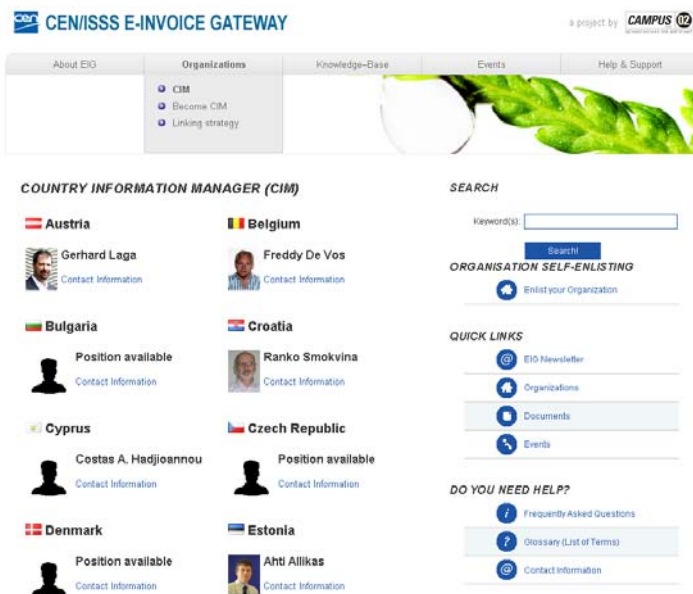 cen CEN/ISSS E-INVOICE GATEWAY
a project by CAMPUS 02
About EIG Organizations Knowledge-Base Events Help & Support
CIM
Become CIM
Linking strategy
COUNTRY INFORMATION MANAGER (CIM)
Austria
Gerhard Laga
Contact Information
Belgium
Freddy De Vos
Contact Information
Bulgaria
Position available
Contact Information
Croatia
Ranko Smokvina
Contact Information
Cyprus
Costas A. Hadjioannou
Contact Information
Czech Republic
Position available
Contact Information
Denmark
Position available
Contact Information
Estonia
Ahti Allikas
Contact Information
SEARCH
Keyword(s):
Search!
ORGANISATION SELF-ENLISTING
Enlist your Organization
QUICK LINKS
@ EIG Newsletter
Organizations
Documents
Events
DO YOU NEED HELP?
i Frequently Asked Questions
? Glossary (List of Terms)
@ Contact Information